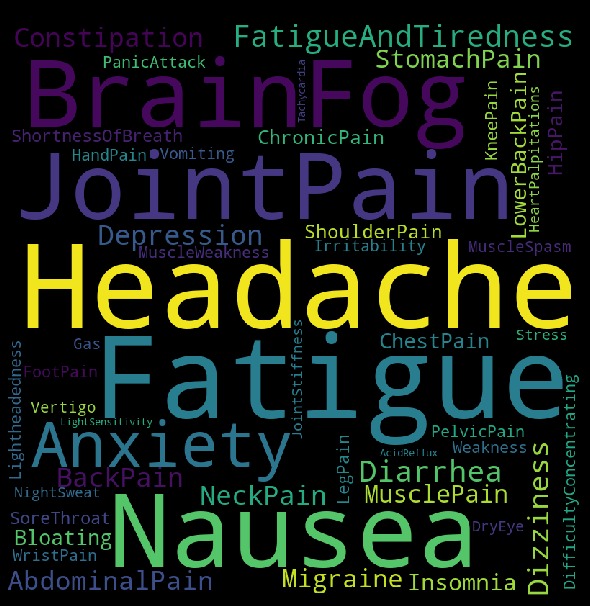 Constipation
FatigueAndTiredness
PanicAttack
StomachPain
BrainFog
Tachycardia
ShortnessOfBreath
ChronicPain
KneePain
LowerBackPain
HeartPalpitations
HipPain
HandPain
Vomiting
JointPain
Depression
ShoulderPain
MuscleWeakness
Irritability
MuscleSpasm
Headache
Lightheadedness
Gas
JointStiffness
ChestPain
Stress
Fatigue
FootPain
Vertigo
LightSensitivity
Anxiety
PelvicPain
AcidReflux
Weakness
DifficultyConcentrating
BackPain
LegPain
Diarrhea
Dizziness
NightSweat
NeckPain
MusclePain
Nausea
SoreThroat
DryEye
Bloating
WristPain
AbdominalPain
Migraine
Insomnia